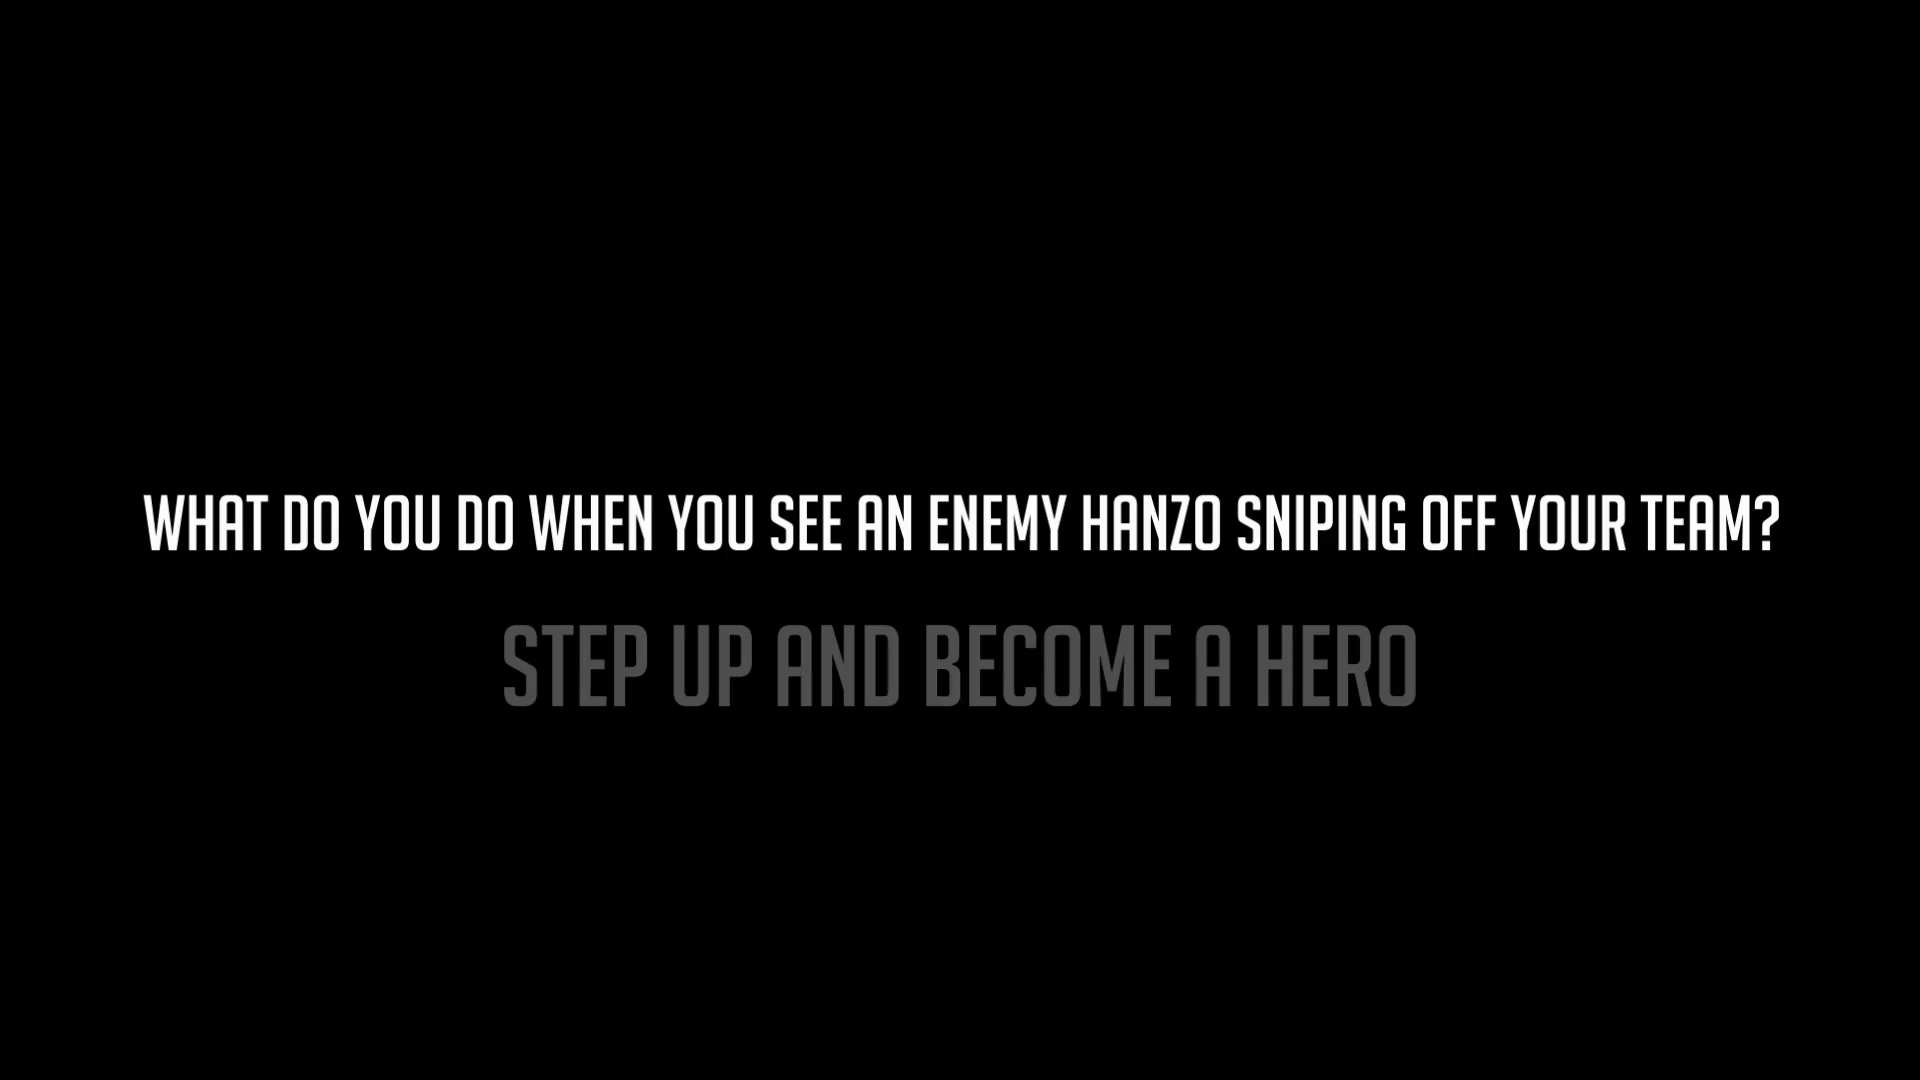 WHAT DO YOU DO WHEN YOU SEE AN ENEMY HANZO SNIPING OFF YOUR TEAM?
STEP UP AND BECOME A HERO